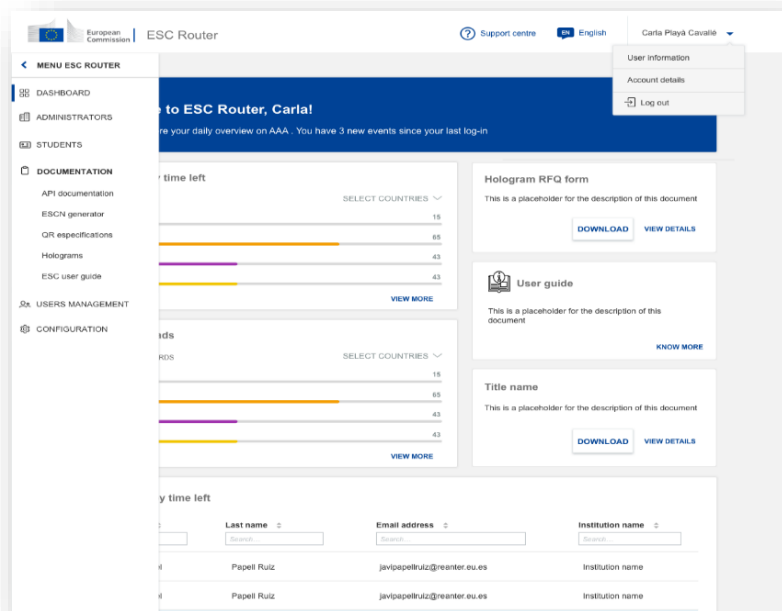 European
Commission
ESC Router
Support centre
EN English
Carla Playà Cavallé
User information
Account details
Log out
MENU ESC ROUTER
DASHBOARD
ADMINISTRATORS
STUDENTS
DOCUMENTATION
API documentation
ESCN generator
QR especifications
Holograms
ESC user guide
USERS MANAGEMENT
CONFIGURATION
to ESC Router, Carla!
re your daily overview on AAA . You have 3 new events since your last log-in
time left
SELECT COUNTRIES
15
65
43
43
VIEW MORE
Hologram RFQ form
This is a placeholder for the description of this document
DOWNLOAD VIEW DETAILS
User guide
This is a placeholder for the description of this
document
KNOW MORE
ds
RDS
SELECT COUNTRIES
15
65
43
43
VIEW MORE
Title name
This is a placeholder for the description of this document
DOWNLOAD VIEW DETAILS
y time left
Last name Email address Institution name
Search... Search... Search...
Papell Ruiz javipapellruiz@reanter.eu.es Institution name
Papell Ruiz javipapellruiz@reanter.eu.es Institution name